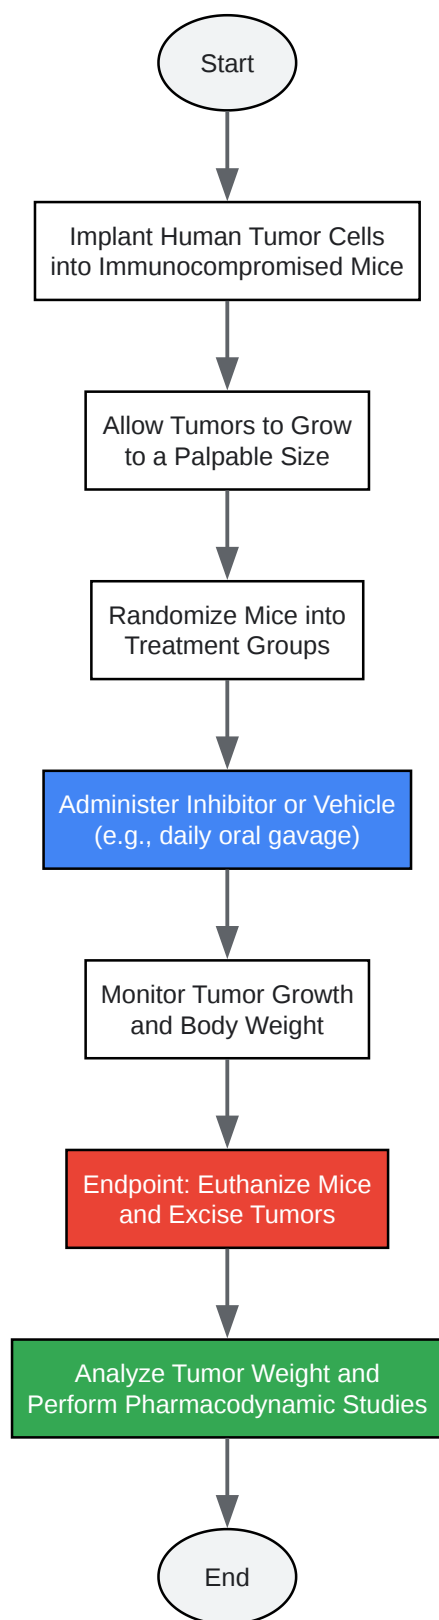 Start
Implant Human Tumor Cells
into Immunocompromised Mice
Allow Tumors to Grow
to a Palpable Size
Randomize Mice into
Treatment Groups
Administer Inhibitor or Vehicle
(e.g., daily oral gavage)
Monitor Tumor Growth
and Body Weight
Endpoint: Euthanize Mice
and Excise Tumors
Analyze Tumor Weight and
Perform Pharmacodynamic Studies
End